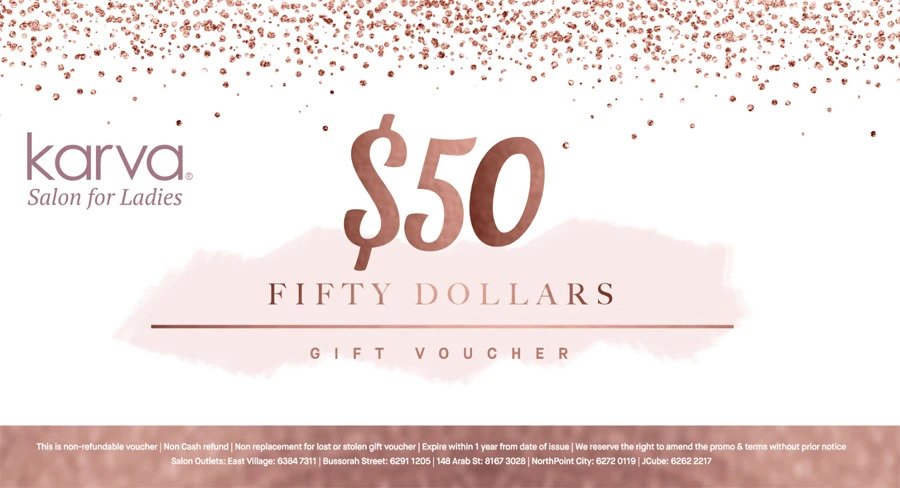 karva®
Salon for Ladies
$50
FIFTY DOLLARS
GIFT VOUCHER
This is non-refundable voucher | Non Cash refund | Non replacement for lost or stolen gift voucher | Expire within 1 year from date of issue | We reserve the right to amend the promo & terms without prior notice
Salon Outlets: East Village: 6384 7311 | Bussorah Street: 6291 1205 | 148 Arab St: 8167 3028 | NorthPoint City: 6272 0119 | JCube: 6262 2217